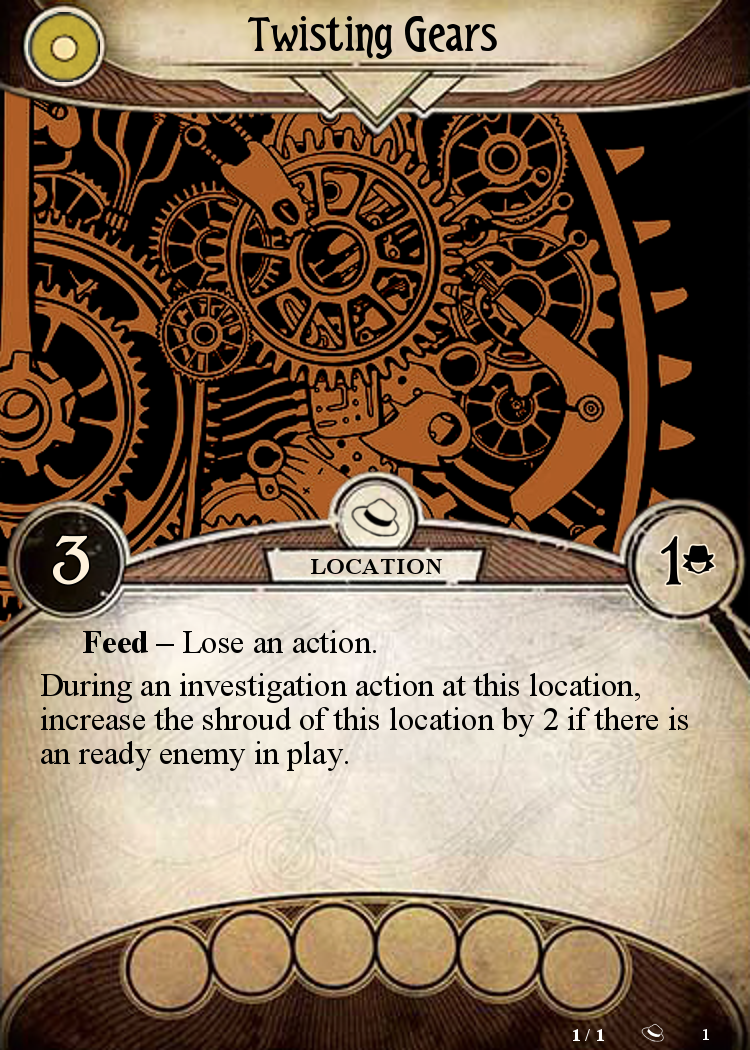 Twisting Gears
3
LOCATION
1
Feed – Lose an action.
During an investigation action at this location,
increase the shroud of this location by 2 if there is
an ready enemy in play.
1 / 1 1